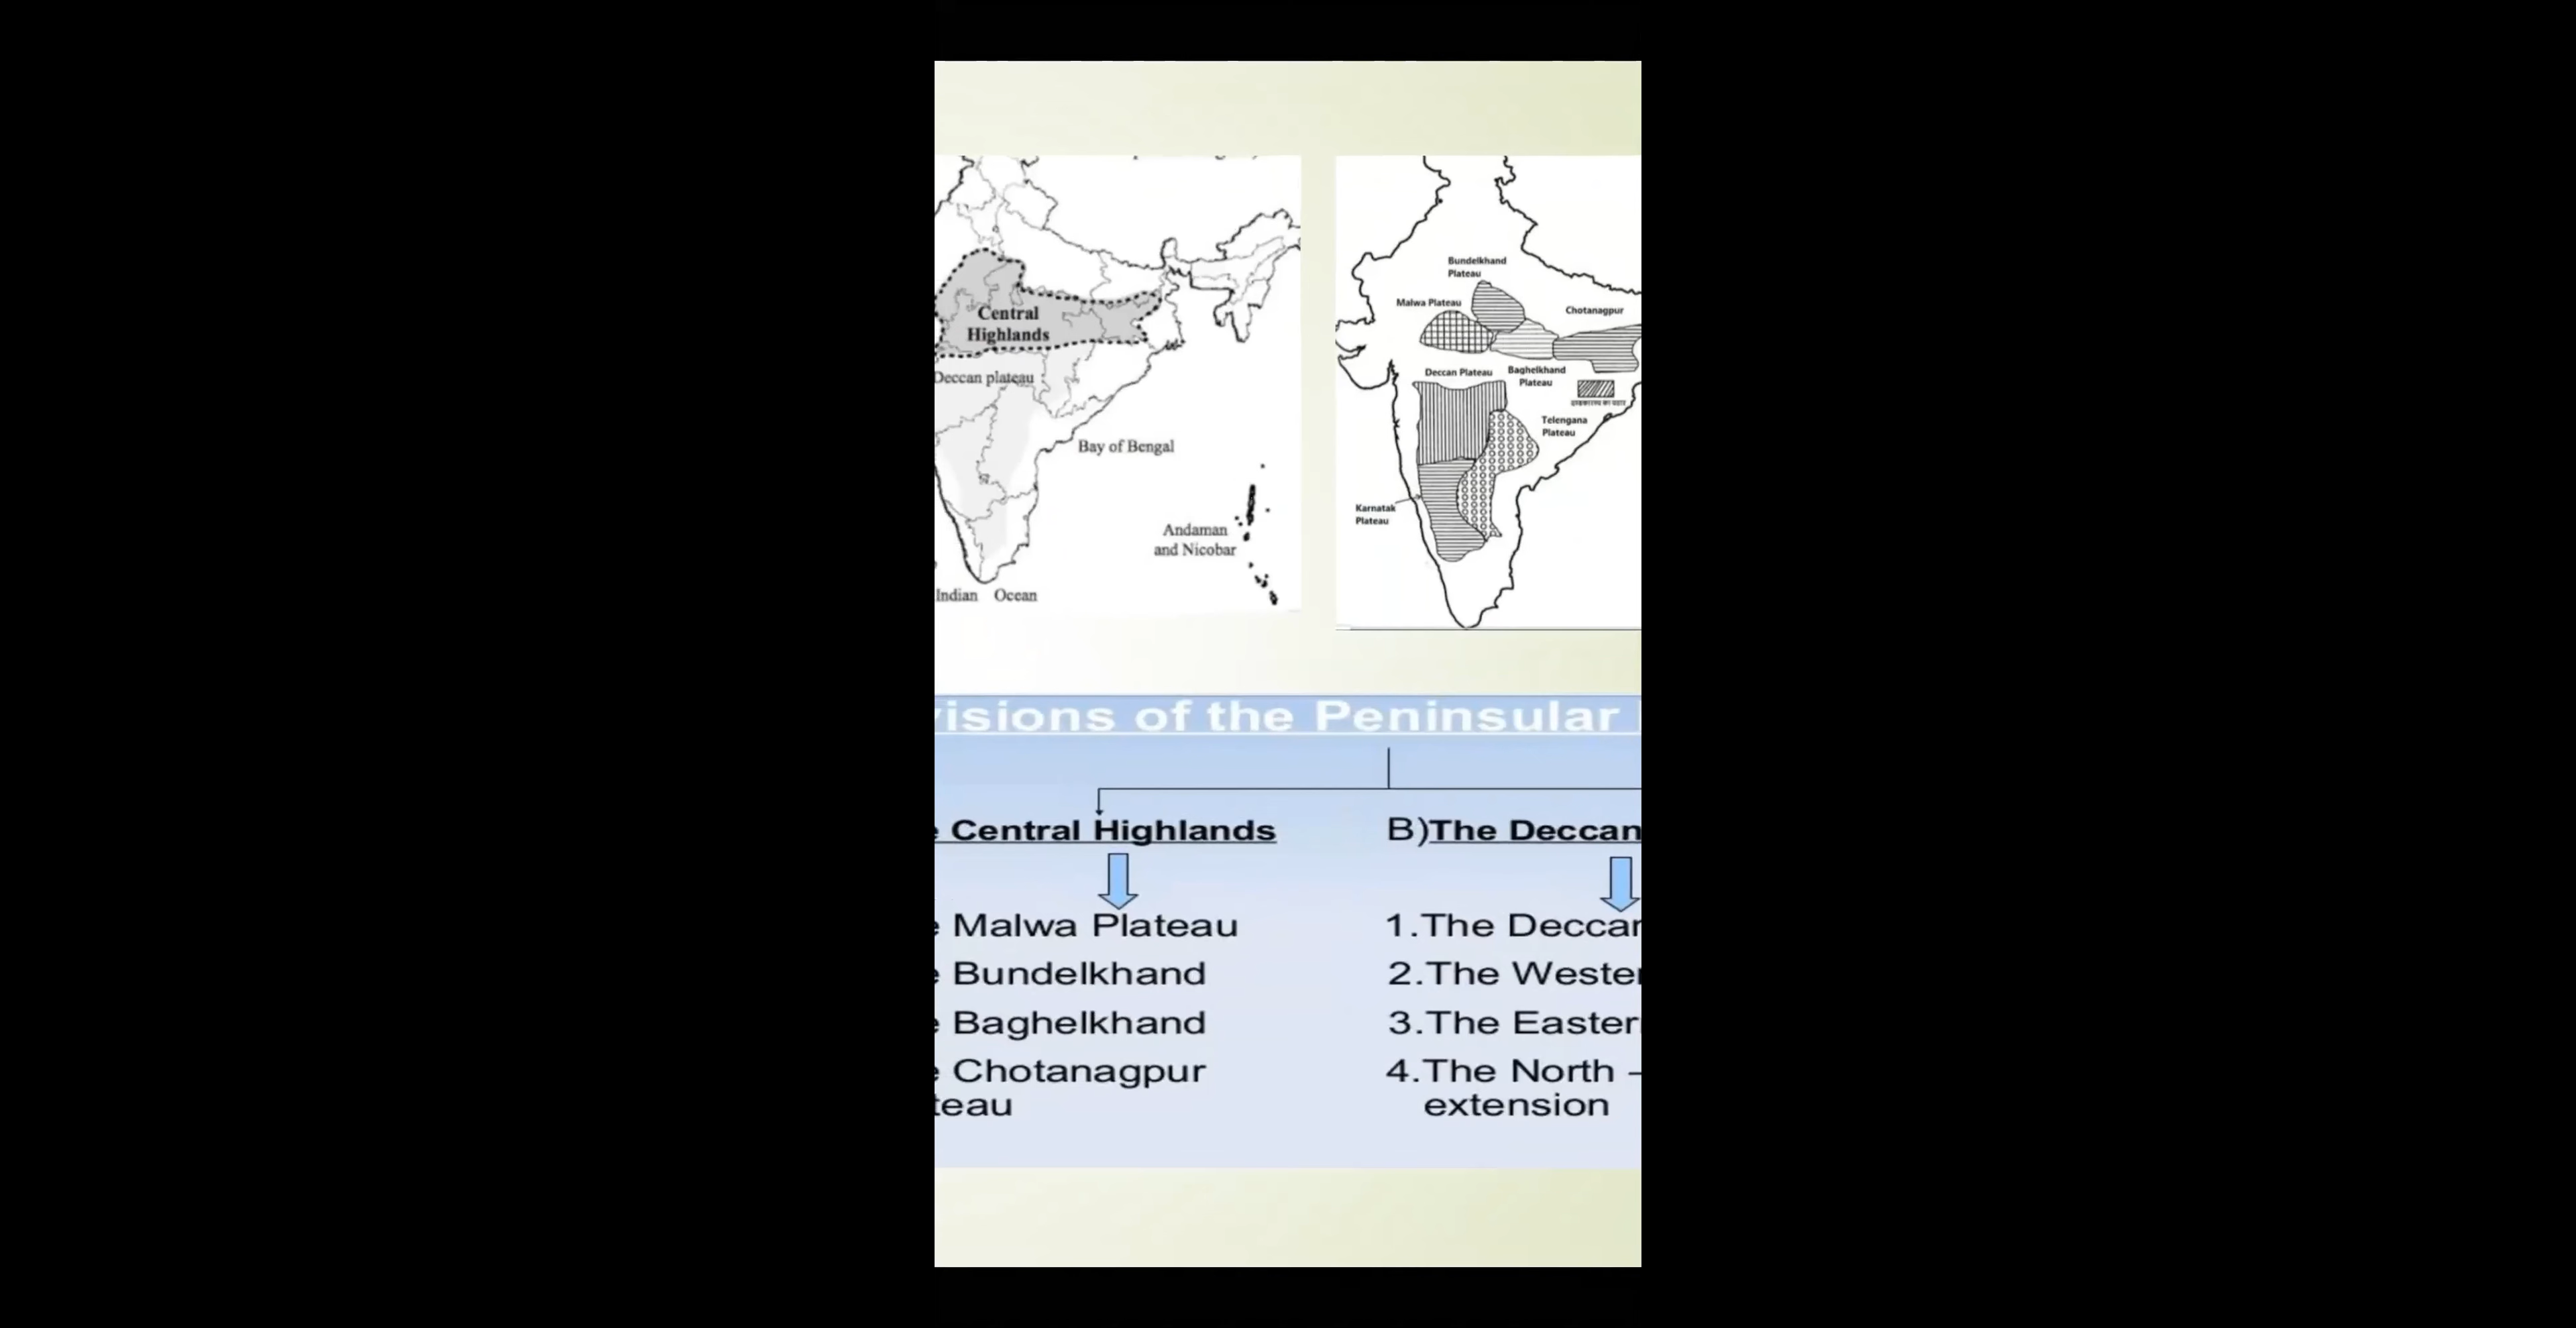 Central
Highlands
Deccan plateau
Bay of Bengal
Andaman
and Nicobar
Indian Ocean
Bundelkhand
Plateau
Malwa Plateau
Chotanagpur
Deccan Plateau
Baghelkhand
Plateau
Telengana
Plateau
Karnatak
Plateau
visions of the Peninsular
Central Highlands
B)The Deccan
Malwa Plateau
1.The Deccan
Bundelkhand
2.The Wester
Baghelkhand
3.The Easter
Chotanagpur
teau
4.The North –
extension